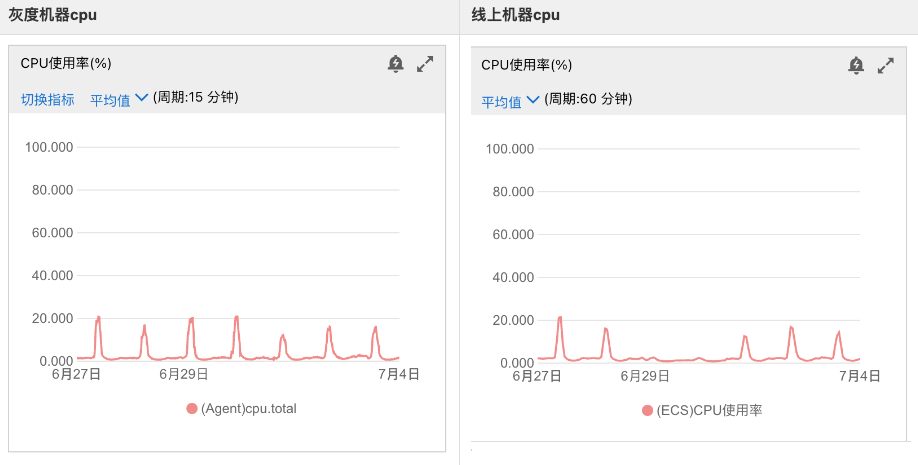 灰度机器cpu
CPU使用率(%)
切换指标 平均值 (周期:15 分钟)
100.000
80.000
60.000
40.000
20.000
0.000
6月27日 6月29日 7月4日
(Agent)cpu.total
线上机器cpu
CPU使用率(%)
平均值 (周期:60 分钟)
100.000
80.000
60.000
40.000
20.000
0.000
6月27日 6月29日 7月4日
(ECS)CPU使用率